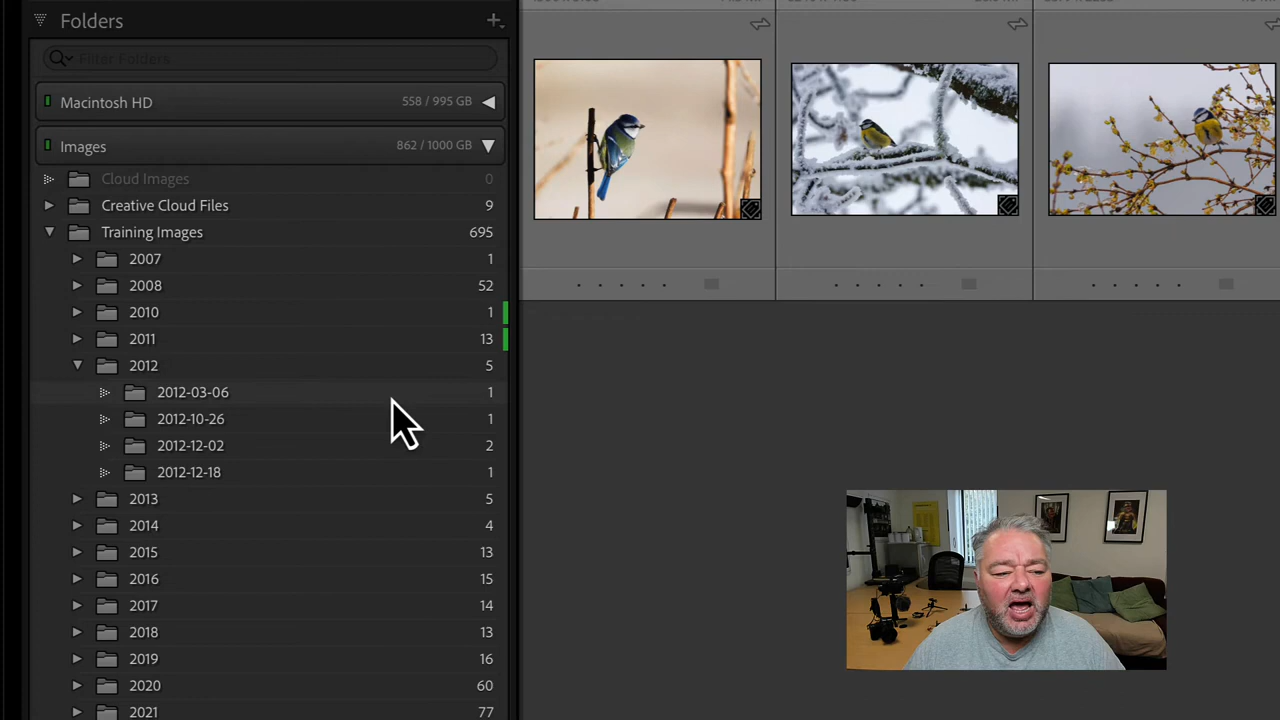 Folders
Filter Folders
Macintosh HD 558 / 995 GB
Images 862 / 1000 GB
Cloud Images 0
Creative Cloud Files 9
Training Images 695
2007 1
2008 52
2010 1
2011 13
2012 5
2012-03-06 1
2012-10-26 1
2012-12-02 2
2012-12-18 1
2013 5
2014 4
2015 13
2016 15
2017 14
2018 13
2019 16
2020 60
2021 77